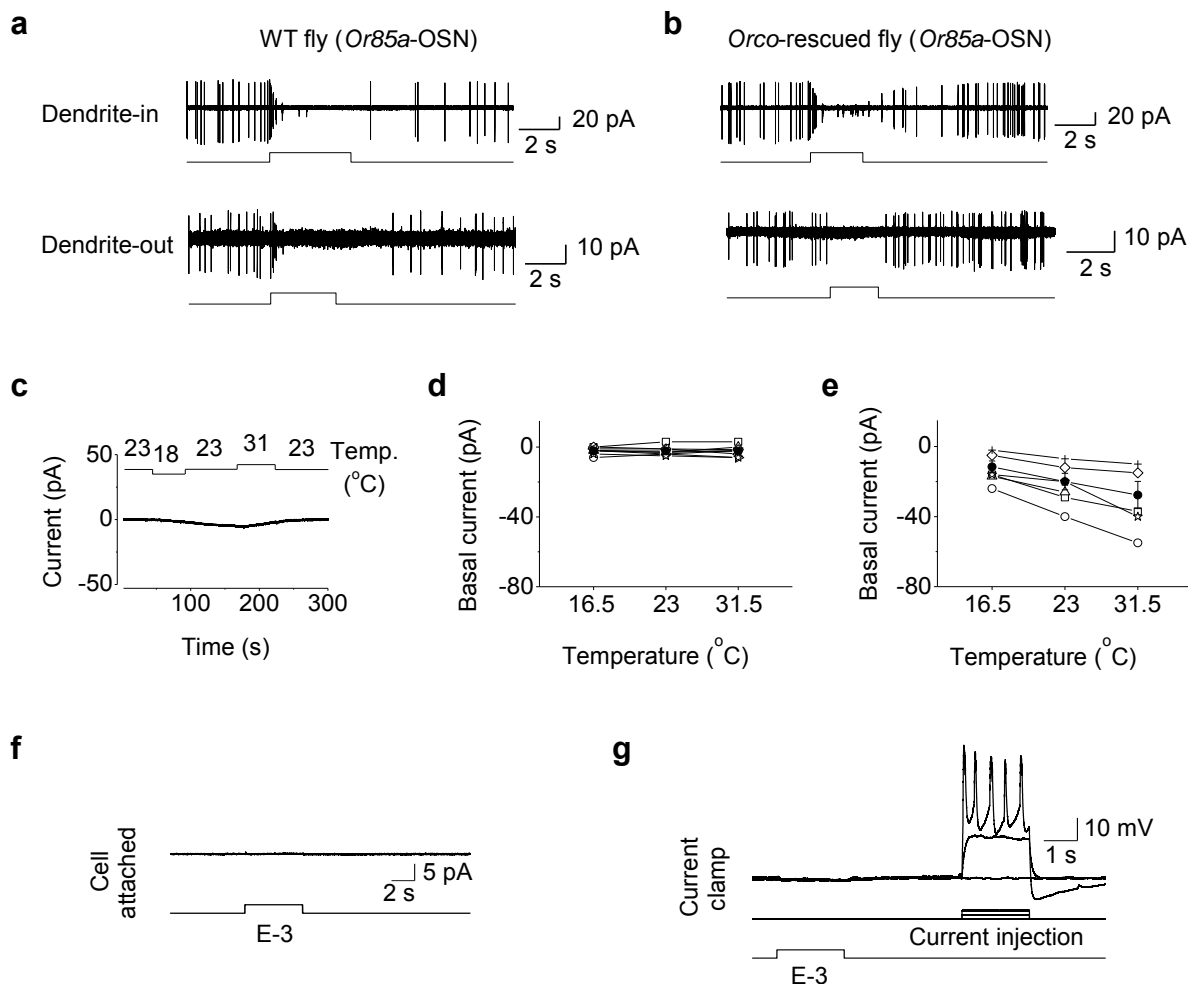 a
WT fly (Or85a-OSN)
b
Orco-rescued fly (Or85a-OSN)
Dendrite-in
20 pA
2 s
20 pA
2 s
Dendrite-out
10 pA
2 s
10 pA
2 s
c
23 18 23 31 23
Temp.
(°C)
Current (pA)
50
0
-50
100 200 300
Time (s)
d
Basal current (pA)
0
-40
-80
16.5 23 31.5
Temperature (°C)
e
Basal current (pA)
0
-40
-80
16.5 23 31.5
Temperature (°C)
f
Cell
attached
5 pA
2 s
E-3
g
Current
clamp
10 mV
1 s
Current injection
E-3